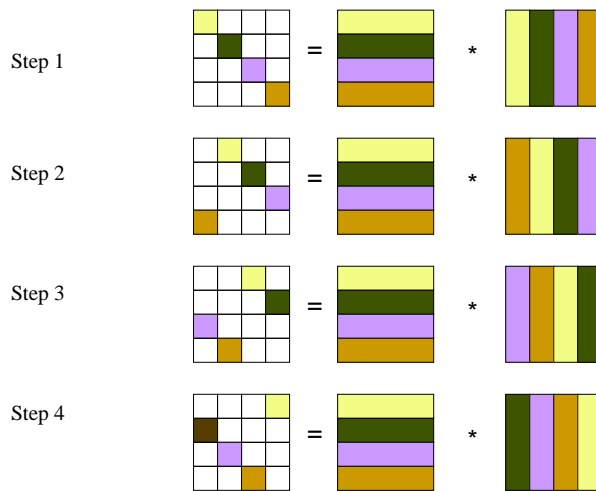 Step 1 = *
Step 2 = *
Step 3 = *
Step 4 = *